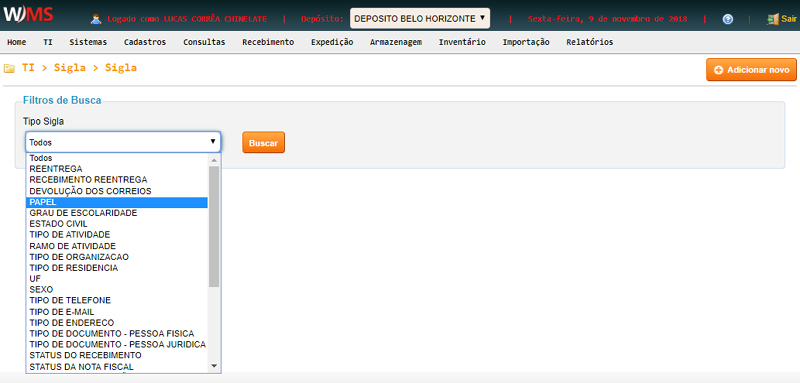 WMS Logado como LUCAS CORRÊA CHINELATE | Depósito: DEPOSITO BELO HORIZONTE | Sexta-feira, 9 de novembro de 2018 | ? | Sair
Home TI Sistemas Cadastros Consultas Recebimento Expedição Armazenagem Inventário Importação Relatórios
TI > Sigla > Sigla
Adicionar novo
Filtros de Busca
Tipo Sigla
Todos
Buscar
Todos
REENTREGA
RECEBIMENTO REENTREGA
DEVOLUÇÃO DOS CORREIOS
PAPEL
GRAU DE ESCOLARIDADE
ESTADO CIVIL
TIPO DE ATIVIDADE
RAMO DE ATIVIDADE
TIPO DE ORGANIZACAO
TIPO DE RESIDENCIA
UF
SEXO
TIPO DE TELEFONE
TIPO DE E-MAIL
TIPO DE ENDERECO
TIPO DE DOCUMENTO - PESSOA FISICA
TIPO DE DOCUMENTO - PESSOA JURIDICA
STATUS DO RECEBIMENTO
STATUS DA NOTA FISCAL